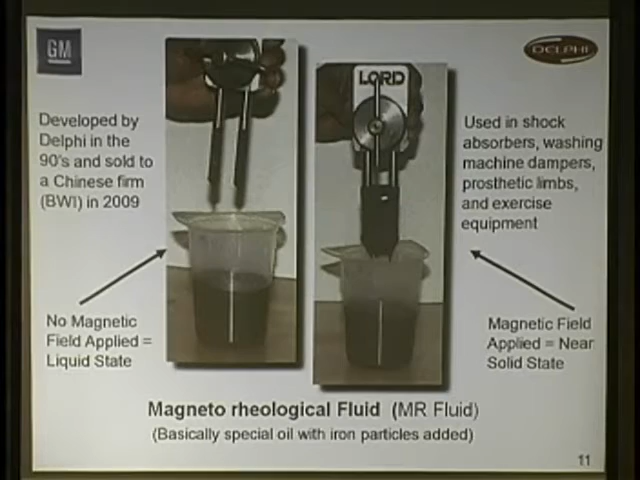 GM
DELPHI
LORD
Developed by
Delphi in the
90's and sold to
a Chinese firm
(BWI) in 2009
Used in shock
absorbers, washing
machine dampers,
prosthetic limbs,
and exercise
equipment
No Magnetic
Field Applied =
Liquid State
Magnetic Field
Applied = Near
Solid State
Magneto rheological Fluid (MR Fluid)
(Basically special oil with iron particles added)
11